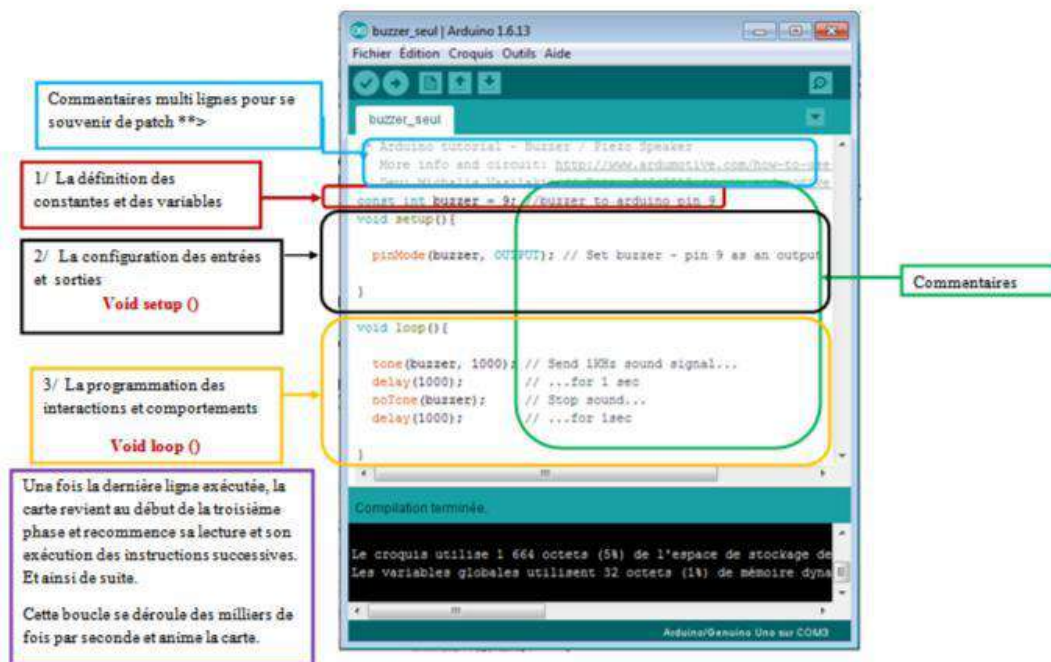 buzzer_seul | Arduino 1.6.13
Fichier Édition Croquis Outils Aide
buzzer_seul
Commentaires multi lignes pour se
souvenir de patch **>
1/ La définition des
constantes et des variables
2/ La configuration des entrées
et sorties
Void setup ()
3/ La programmation des
interactions et comportements
Void loop ()
Une fois la dernière ligne exécutée, la
carte revient au début de la troisième
phase et recommence sa lecture et son
exécution des instructions successives.
Et ainsi de suite.
Cette boucle se déroule des milliers de
fois par seconde et anime la carte.
Arduino tutorial - Buzzer / Piezo Speaker
More info and circuit: http://www.ardumotive.com/how-to-use
const int buzzer = 9; //buzzer to arduino pin 9
void setup(){
pinMode(buzzer, OUTPUT); // Set buzzer - pin 9 as an output
}
void loop(){
tone(buzzer, 1000); // Send 1KHz sound signal...
delay(1000); // ...for 1 sec
noTone(buzzer); // Stop sound...
delay(1000); // ...for 1sec
}
Commentaires
Compilation terminée.
Le croquis utilise 1 664 octets (5%) de l'espace de stockage de
Les variables globales utilisent 32 octets (1%) de mémoire dyna
Arduino/Genuino Uno sur COM3